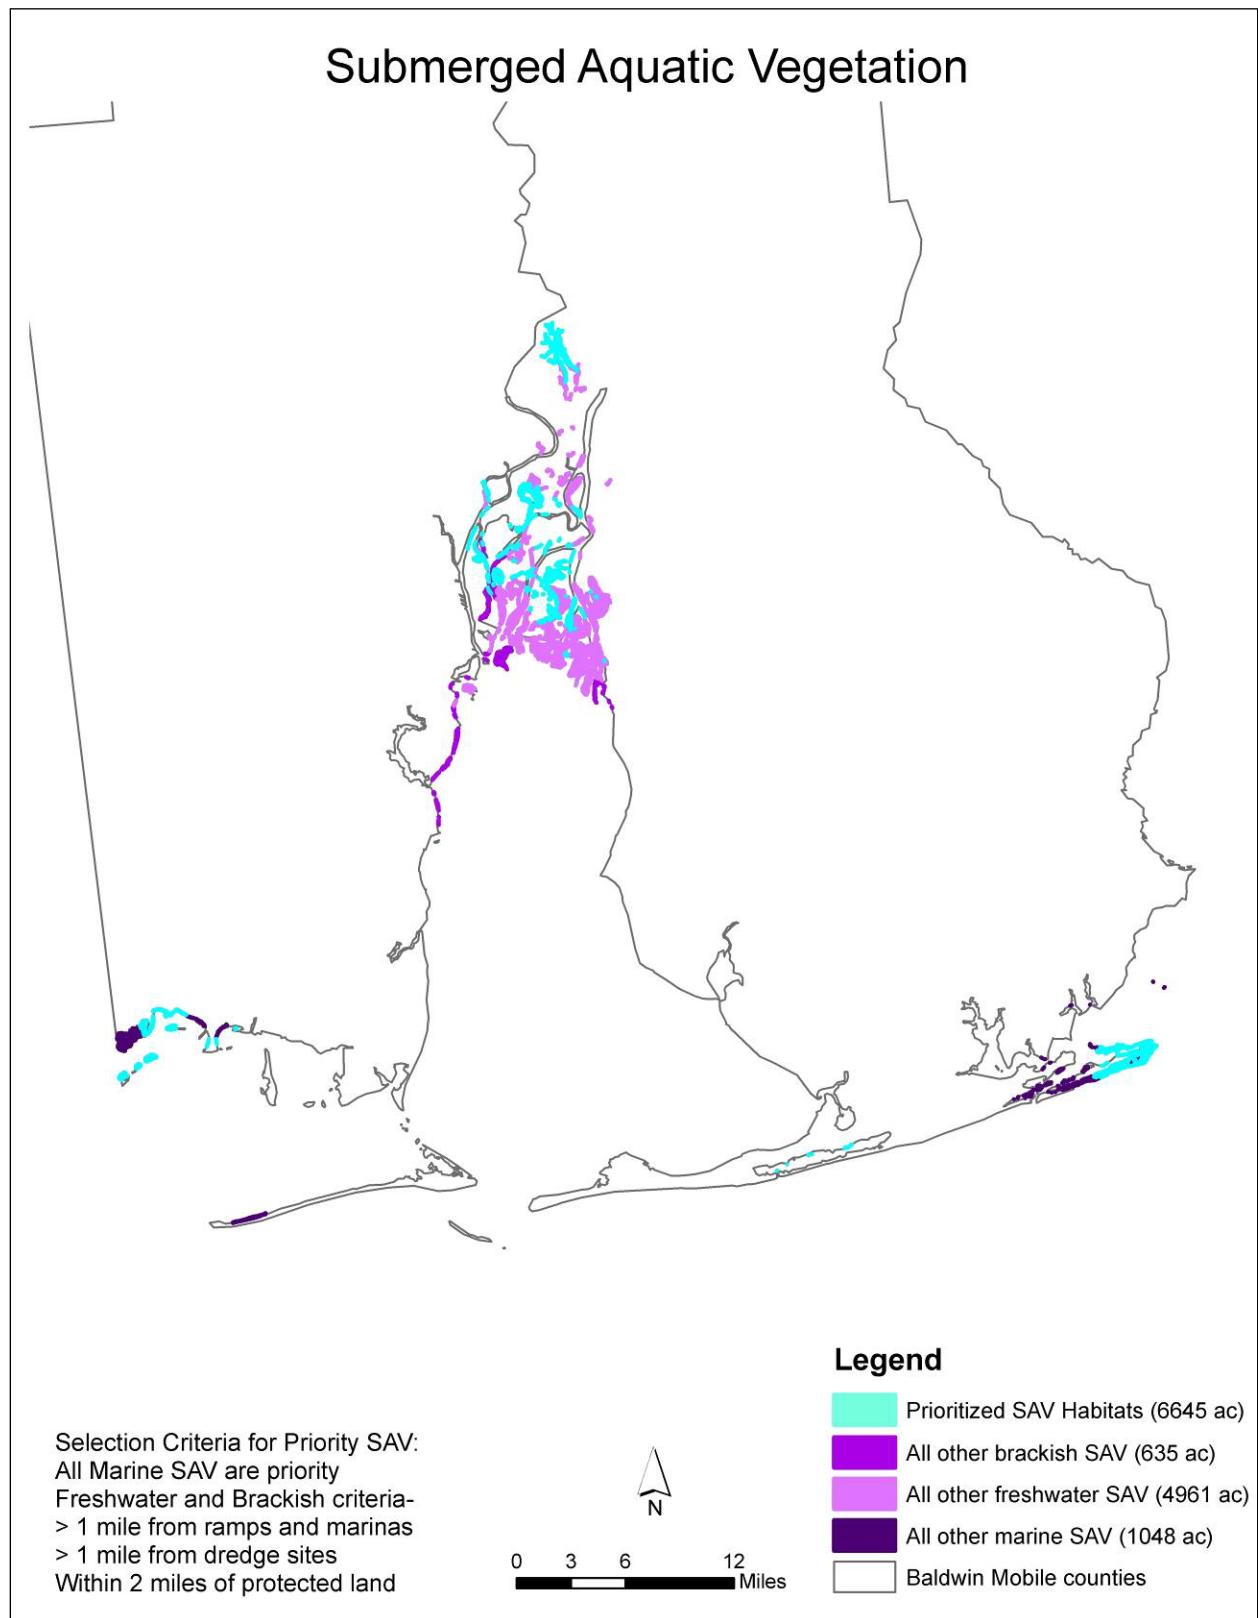 Submerged Aquatic Vegetation
Legend
Prioritized SAV Habitats (6645 ac)
All other brackish SAV (635 ac)
All other freshwater SAV (4961 ac)
All other marine SAV (1048 ac)
Baldwin Mobile counties
Selection Criteria for Priority SAV:
All Marine SAV are priority
Freshwater and Brackish criteria-
> 1 mile from ramps and marinas
> 1 mile from dredge sites
Within 2 miles of protected land
N
0 3 6 12
Miles